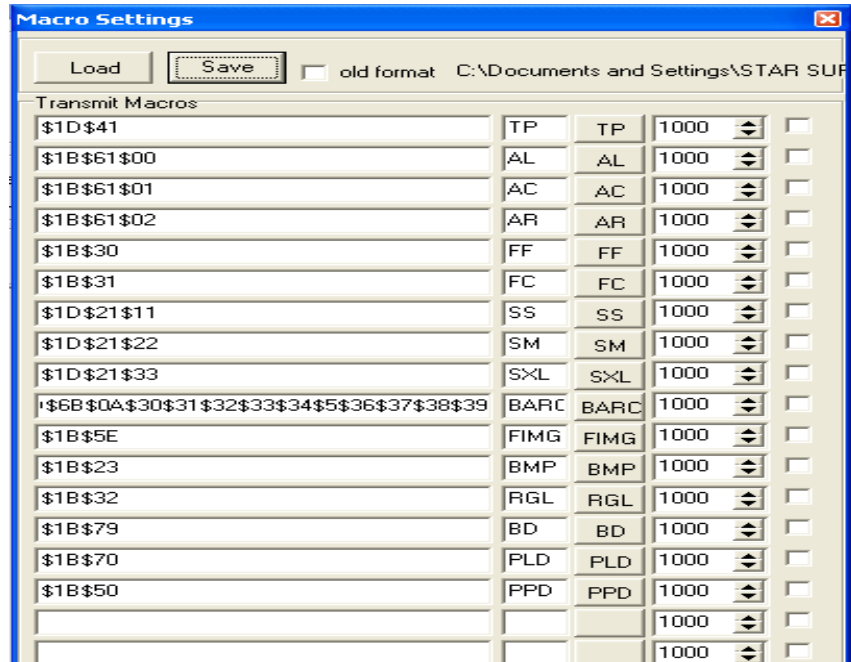 Macro Settings
Load Save old format C:\Documents and Settings\STAR SUR
Transmit Macros
$1D$41 TP TP 1000
$1B$61$00 AL AL 1000
$1B$61$01 AC AC 1000
$1B$61$02 AR AR 1000
$1B$30 FF FF 1000
$1B$31 FC FC 1000
$1D$21$11 SS SS 1000
$1D$21$22 SM SM 1000
$1D$21$33 SXL SXL 1000
$6B$0A$30$31$32$33$34$5$36$37$38$39 BARC BARC 1000
$1B$5E FIMG FIMG 1000
$1B$23 BMP BMP 1000
$1B$32 RGL RGL 1000
$1B$79 BD BD 1000
$1B$70 PLD PLD 1000
$1B$50 PPD PPD 1000
1000
1000